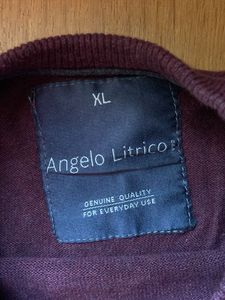 XL
Angelo Litrico
GENUINE QUALITY
FOR EVERYDAY USE